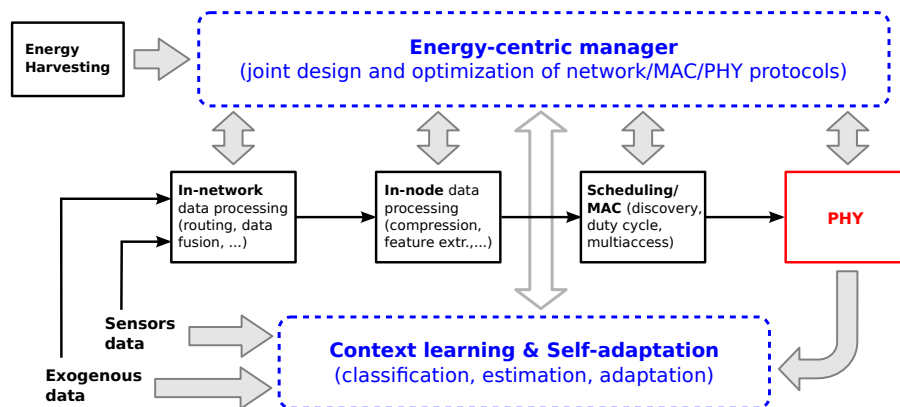 Energy
Harvesting
Energy-centric manager
(joint design and optimization of network/MAC/PHY protocols)
In-network
data processing
(routing, data
fusion, ...)
In-node data
processing
(compression,
feature extr.,...)
Scheduling/
MAC (discovery,
duty cycle,
multiaccess)
PHY
Sensors
data
Exogenous
data
Context learning & Self-adaptation
(classification, estimation, adaptation)